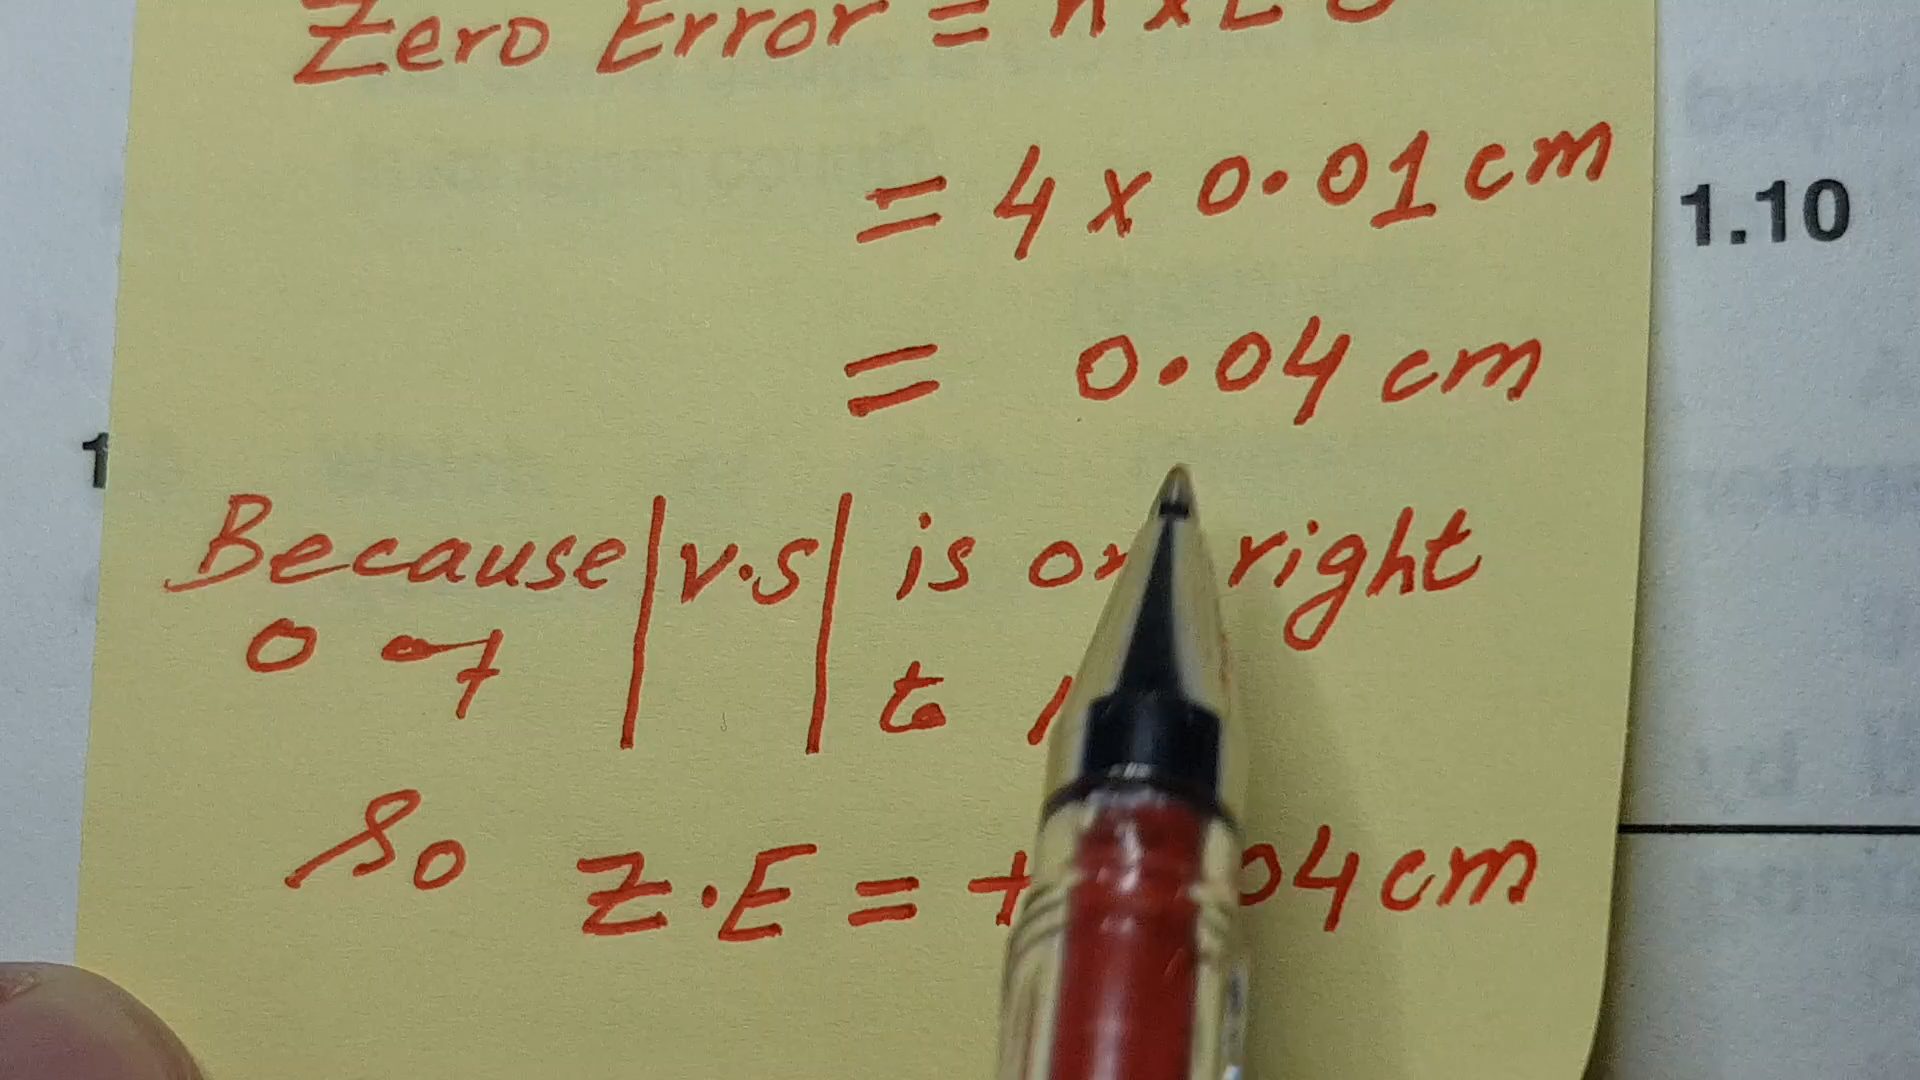 Zero Error = n x L C
= 4 x 0.01 cm
1.10
= 0.04 cm
1
Because |v.s| is on right
0 of | | to
So Z.E = + 04 cm